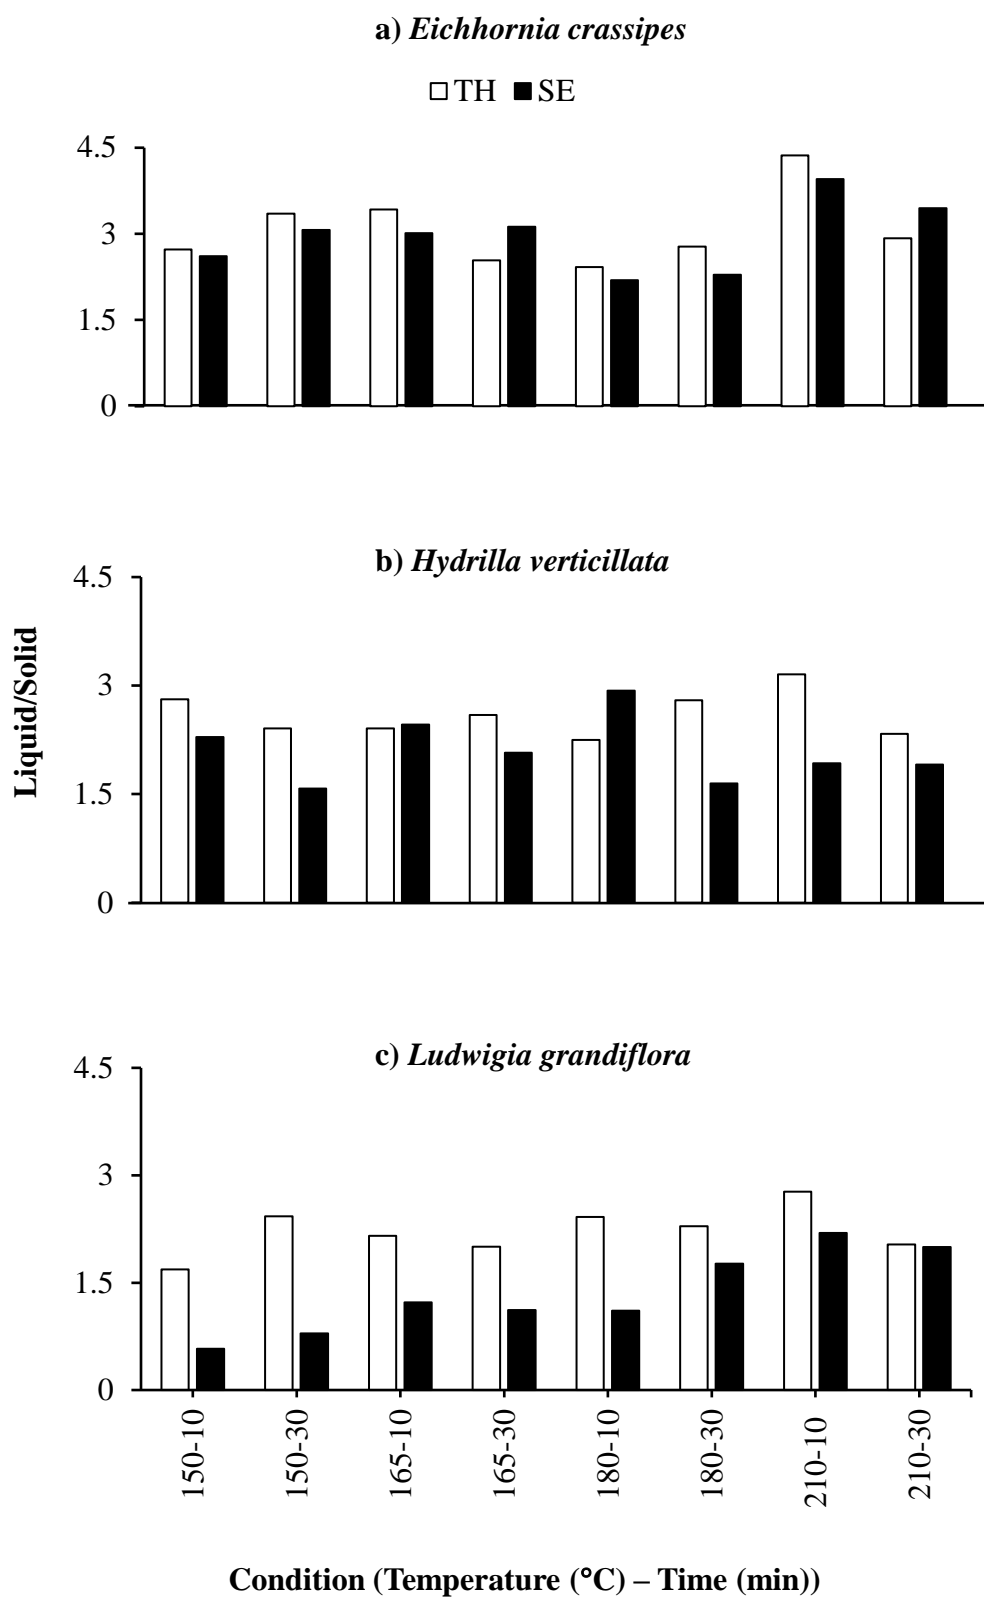 a) Eichhornia crassipes
TH SE
4.5
3
1.5
0
b) Hydrilla verticillata
4.5
3
1.5
0
Liquid/Solid
c) Ludwigia grandiflora
4.5
3
1.5
0
150-10 150-30 165-10 165-30 180-10 180-30 210-10 210-30
Condition (Temperature (°C) – Time (min))